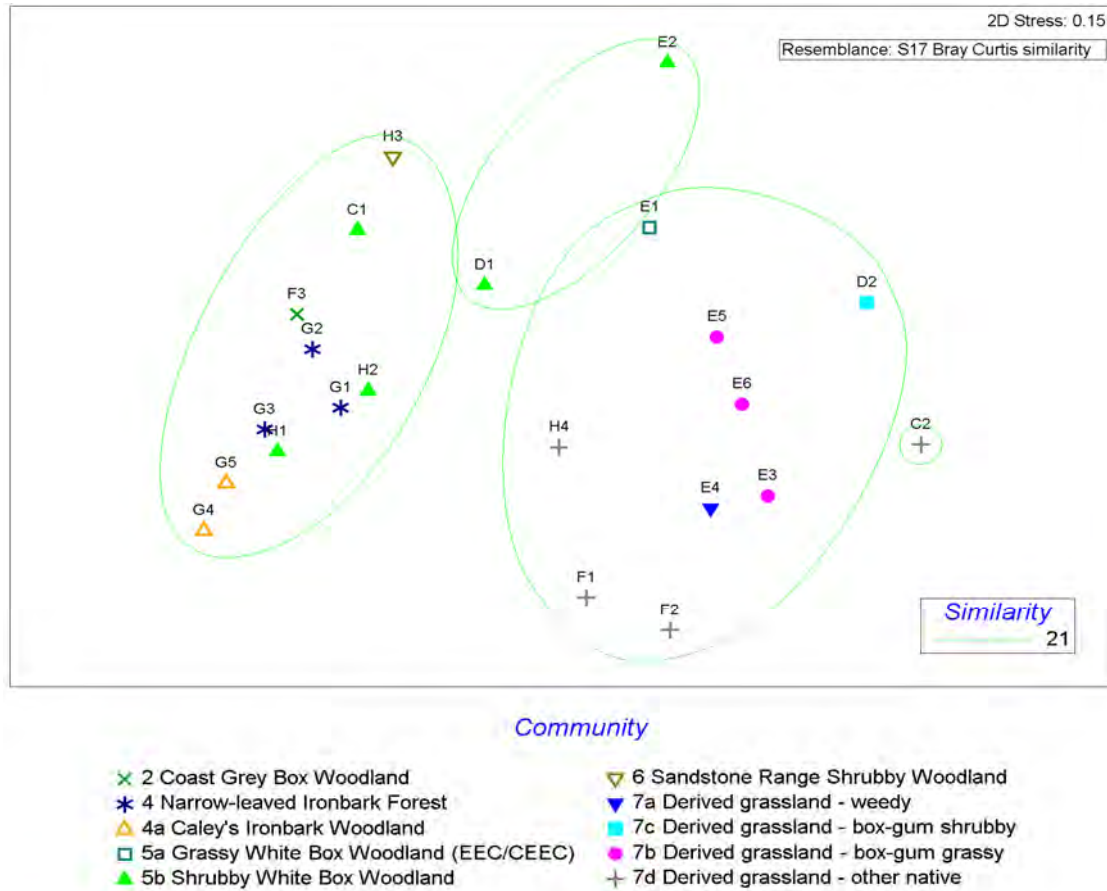 2D Stress: 0.15
Resemblance: S17 Bray Curtis similarity
E2
H3
C1
E1
D1
D2
F3
E5
G2
H2
E6
G1
G3
H1
H4
C2
G5
E3
E4
G4
F1
F2
Similarity
21
Community
2 Coast Grey Box Woodland
4 Narrow-leaved Ironbark Forest
4a Caley's Ironbark Woodland
5a Grassy White Box Woodland (EEC/CEEC)
5b Shrubby White Box Woodland
6 Sandstone Range Shrubby Woodland
7a Derived grassland - weedy
7c Derived grassland - box-gum shrubby
7b Derived grassland - box-gum grassy
7d Derived grassland - other native